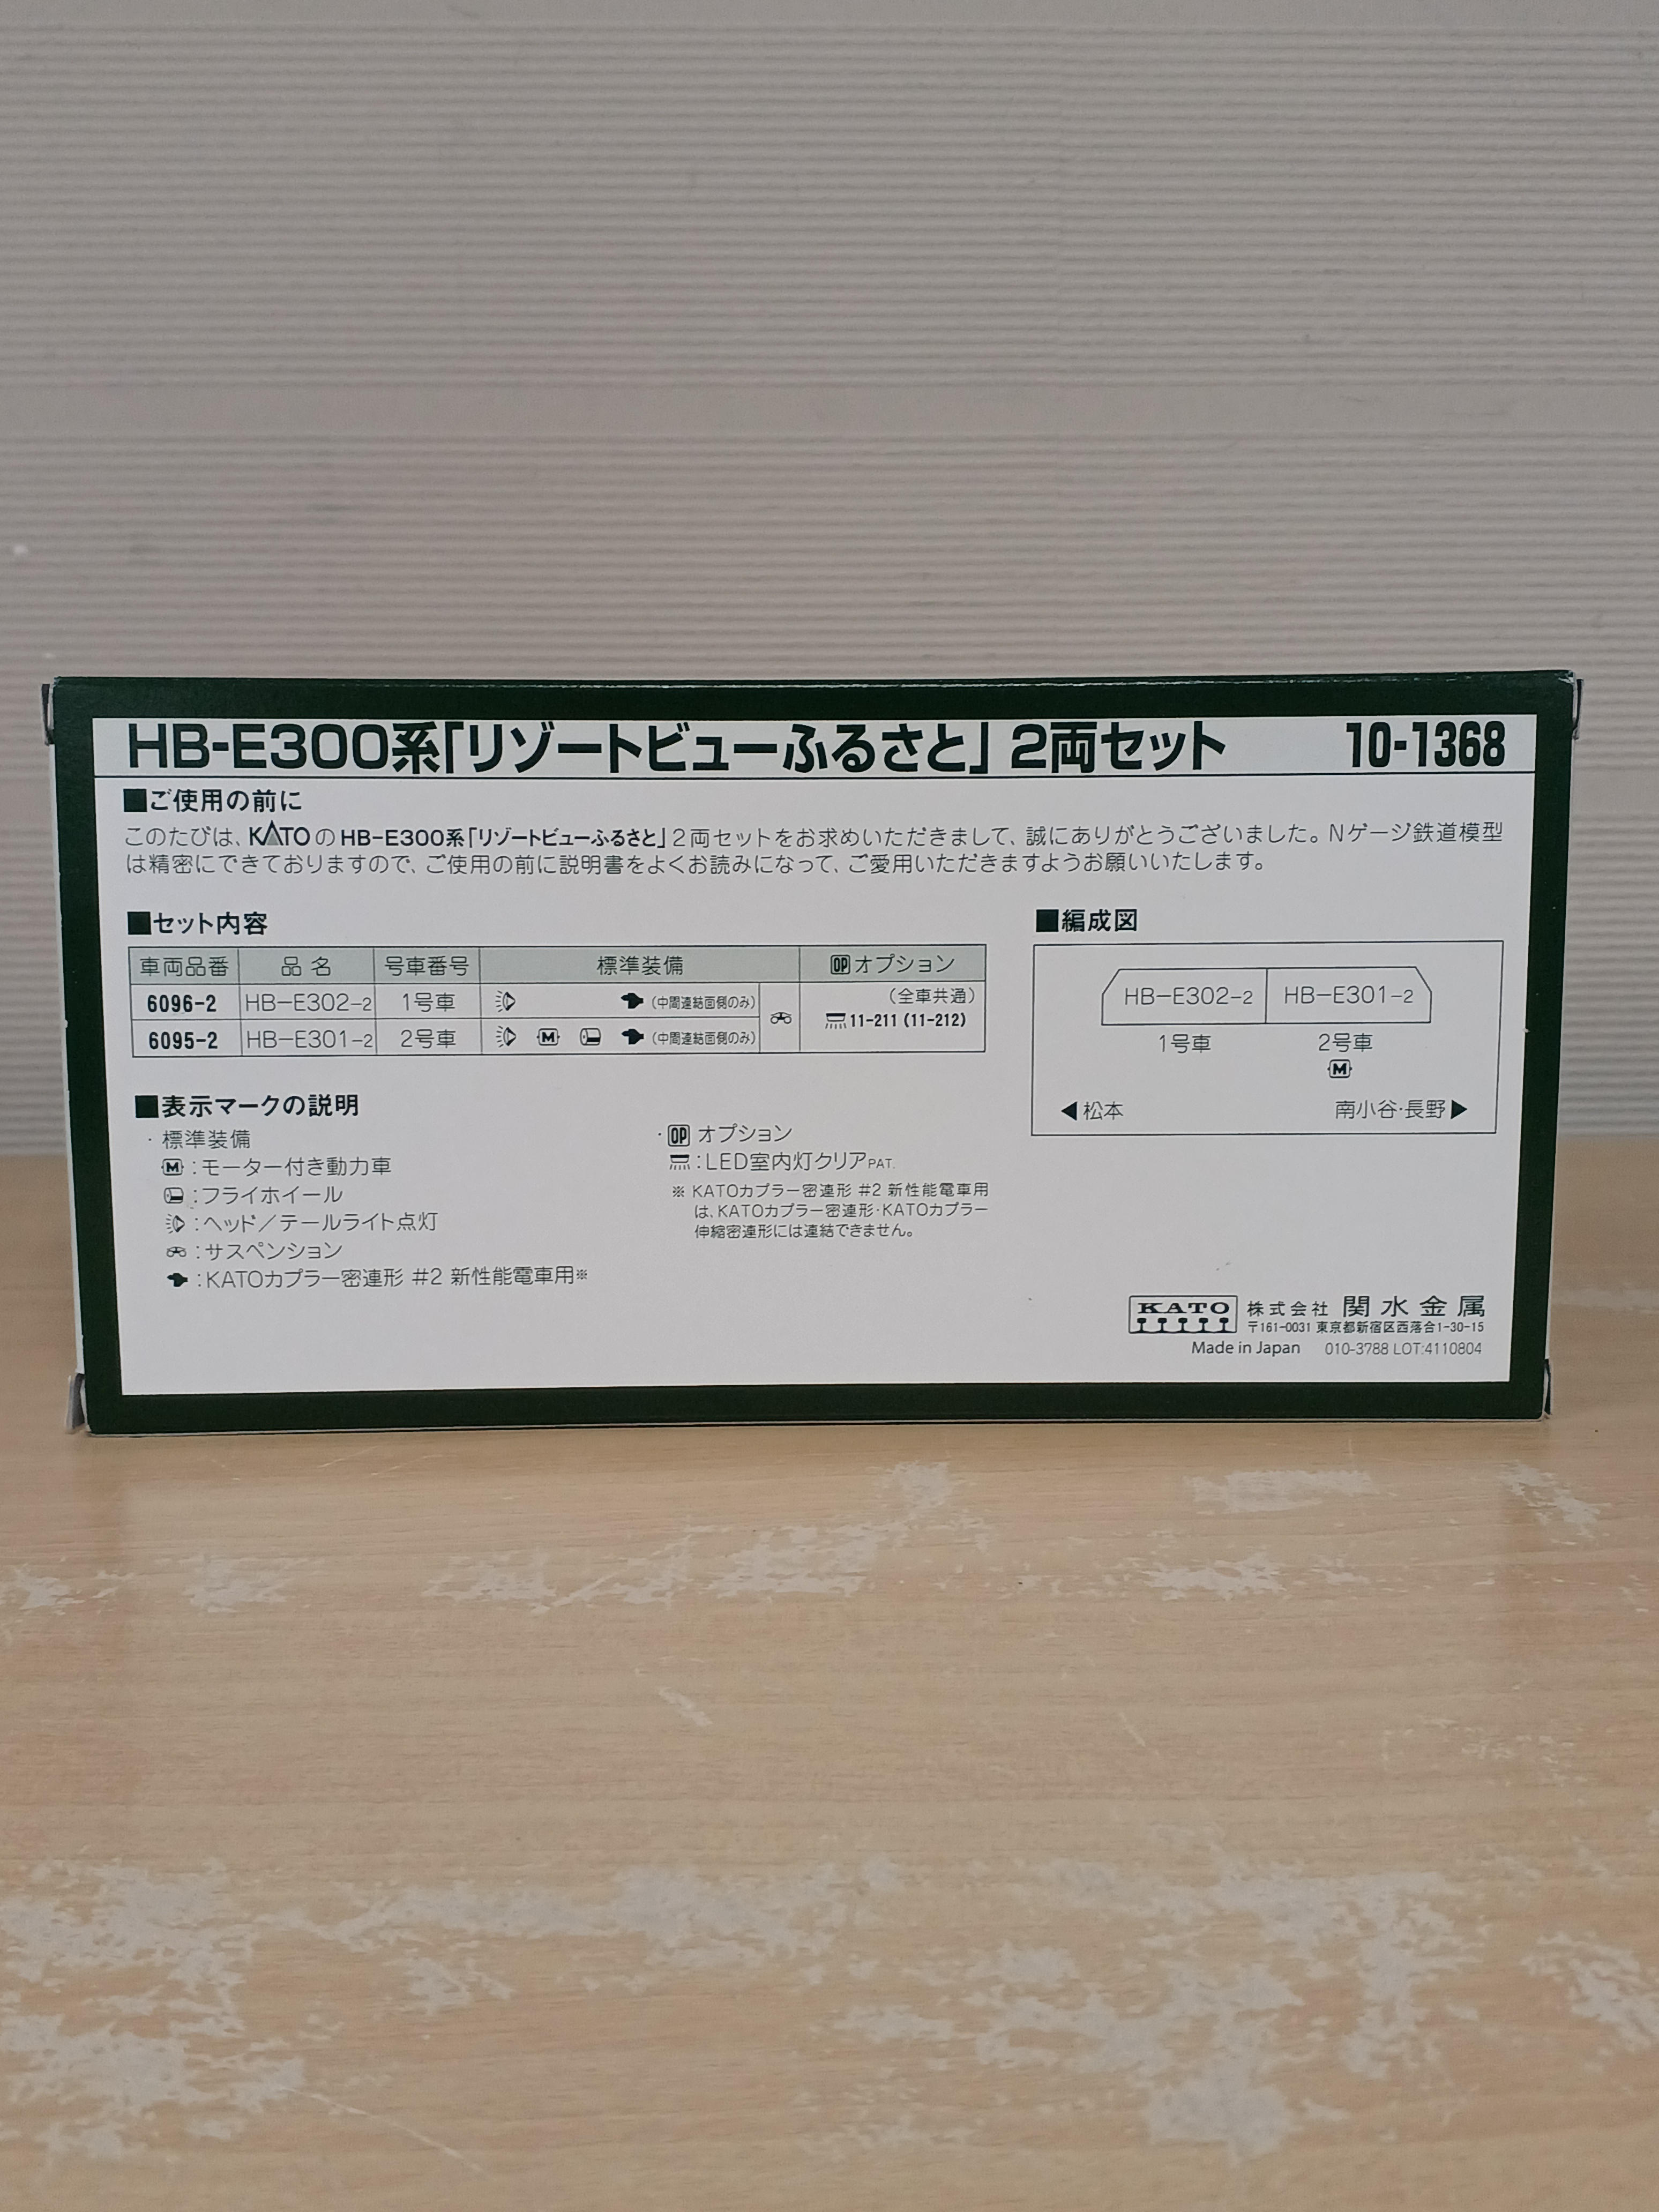 HB-E300系「リゾートビューふるさと」2両セット 10-1368
■ご使用の前に
このたびは、KATOのHB-E300系「リゾートビューふるさと」2両セットをお求めいただきまして、誠にありがとうございました。Nゲージ鉄道模型
は精密にできておりますので、ご使用の前に説明書をよくお読みになって、ご愛用いただきますようお願いいたします。
■セット内容
車両品番 品名 号車番号 標準装備 OPオプション
6096-2 HB-E302-2 1号車 (中間連結面側のみ) (全車共通)
11-211 (11-212)
6095-2 HB-E301-2 2号車 M (中間連結面側のみ)
■編成図
HB-E302-2 HB-E301-2
1号車 2号車
M
◀松本 南小谷・長野▶
■表示マークの説明
・標準装備
M:モーター付き動力車
:フライホイール
:ヘッド/テールライト点灯
:サスペンション
:KATOカプラー密連形 #2 新性能電車用※
・OP オプション
:LED室内灯クリアPAT.
※ KATOカプラー密連形 #2 新性能電車用
は、KATOカプラー密連形・KATOカプラー
伸縮密連形には連結できません。
KATO 株式会社 関水金属
〒161-0031 東京都新宿区西落合1-30-15
Made in Japan 010-3788 LOT:4110804